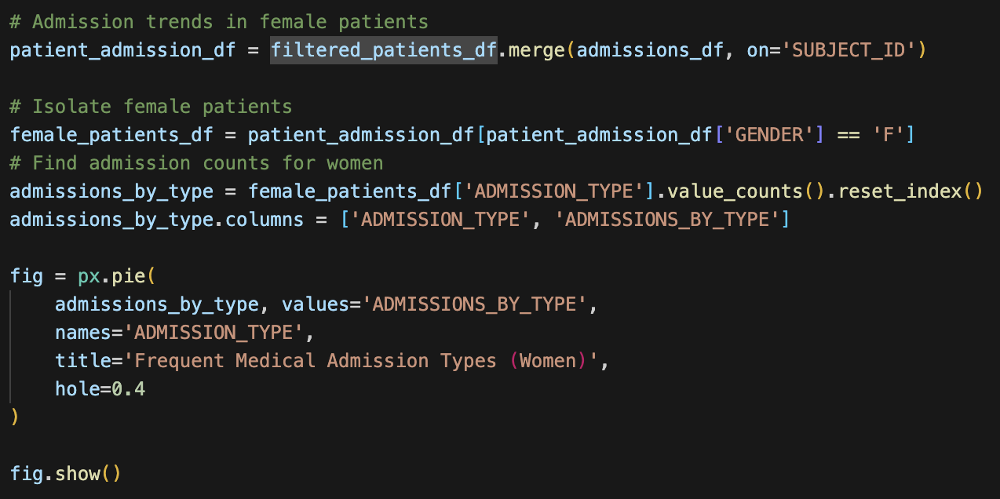 # Admission trends in female patients
patient_admission_df = filtered_patients_df.merge(admissions_df, on='SUBJECT_ID')
# Isolate female patients
female_patients_df = patient_admission_df[patient_admission_df['GENDER'] == 'F']
# Find admission counts for women
admissions_by_type = female_patients_df['ADMISSION_TYPE'].value_counts().reset_index()
admissions_by_type.columns = ['ADMISSION_TYPE', 'ADMISSIONS_BY_TYPE']
fig = px.pie(
    admissions_by_type, values='ADMISSIONS_BY_TYPE',
    names='ADMISSION_TYPE',
    title='Frequent Medical Admission Types (Women)',
    hole=0.4
)
fig.show()